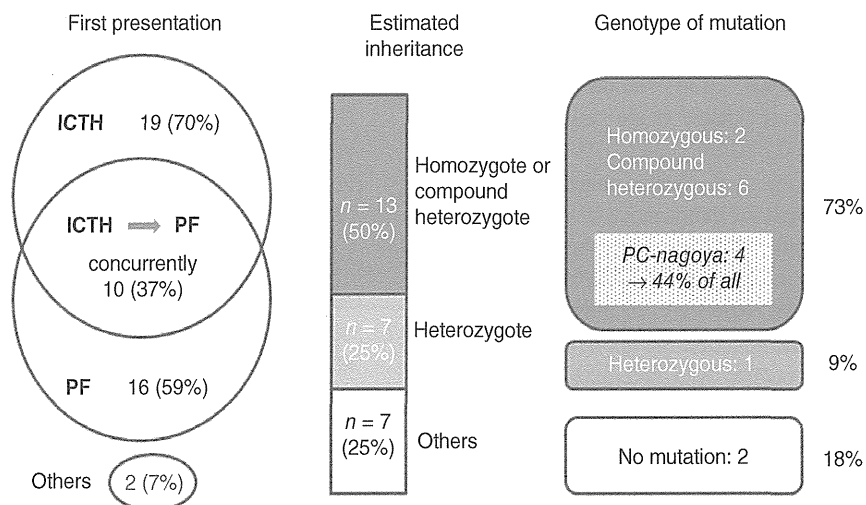 First presentation
ICTH 19 (70%)
ICTH → PF
concurrently
10 (37%)
PF 16 (59%)
Others 2 (7%)
Estimated
inheritance
n = 13
(50%)
Homozygote or
compound
heterozygote
n = 7
(25%)
Heterozygote
n = 7
(25%)
Others
Genotype of mutation
Homozygous: 2
Compound
heterozygous: 6
PC-nagoya: 4
→ 44% of all
73%
Heterozygous: 1
9%
No mutation: 2
18%